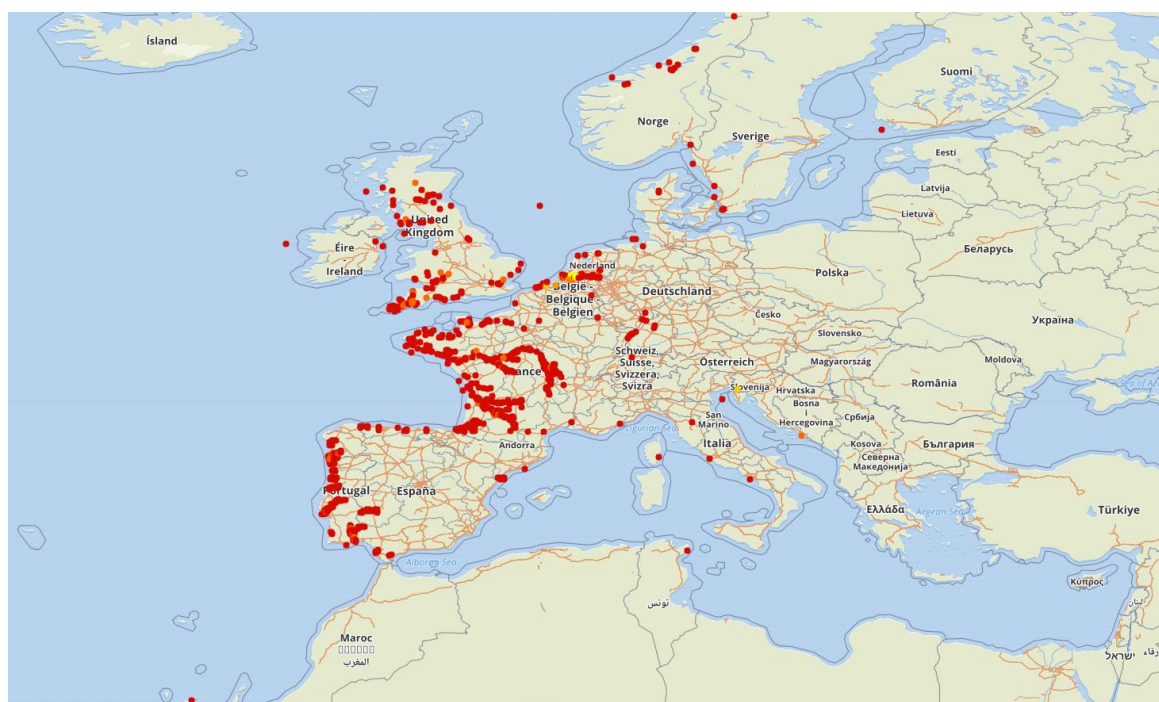 Ísland
Suomi
Norge
Sverige
Eesti
Latvija
Lietuva
United
Kingdom
Éire
-
Ireland
Беларусь
Nederland
Polska
België -
Belgique
Belgien
Deutschland
Česko
Україна
Slovensko
Schweiz,
Suisse,
Svizzera,
Svizra
Österreich
Magyarország
Moldova
France
Slovenija
Hrvatska
România
Bosna
i
Hercegovina
Србија
San
Marino
Ligurian Sea
Andorra
Italia
Kosova
България
Северна
Македонија
Portugal
España
Ελλάδα
Aegean Sea
Türkiye
Alboran Sea
Κύπρος
تونس
لبنان
Maroc
المغرب
ישראל